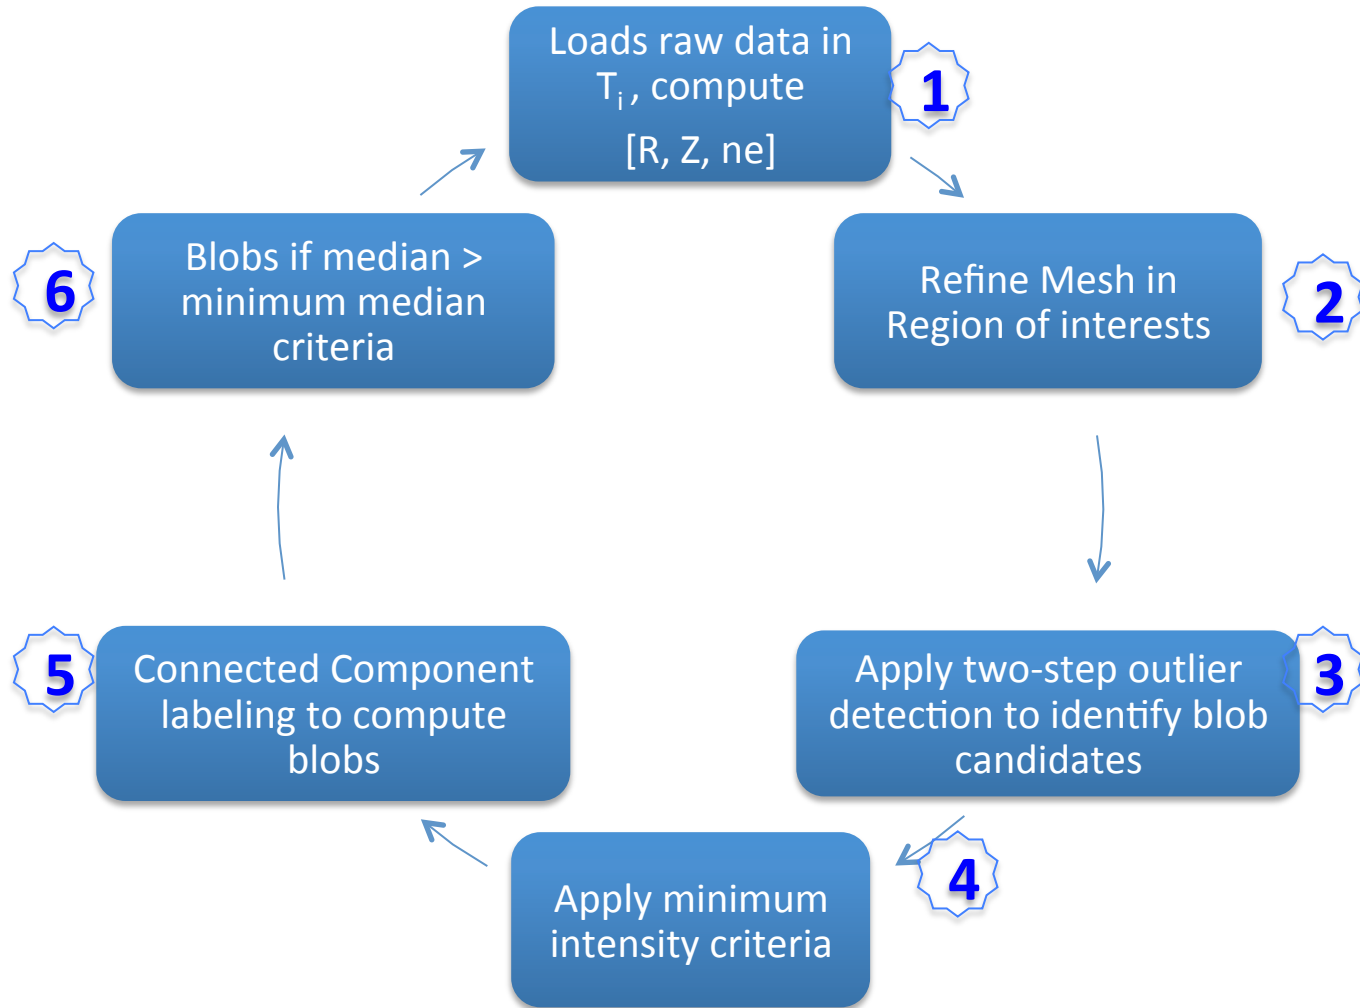 Loads raw data in
Tᵢ, compute
[R, Z, ne]
1
Refine Mesh in
Region of interests
2
Apply two-step outlier
detection to identify blob
candidates
3
Apply minimum
intensity criteria
4
Connected Component
labeling to compute
blobs
5
Blobs if median >
minimum median
criteria
6